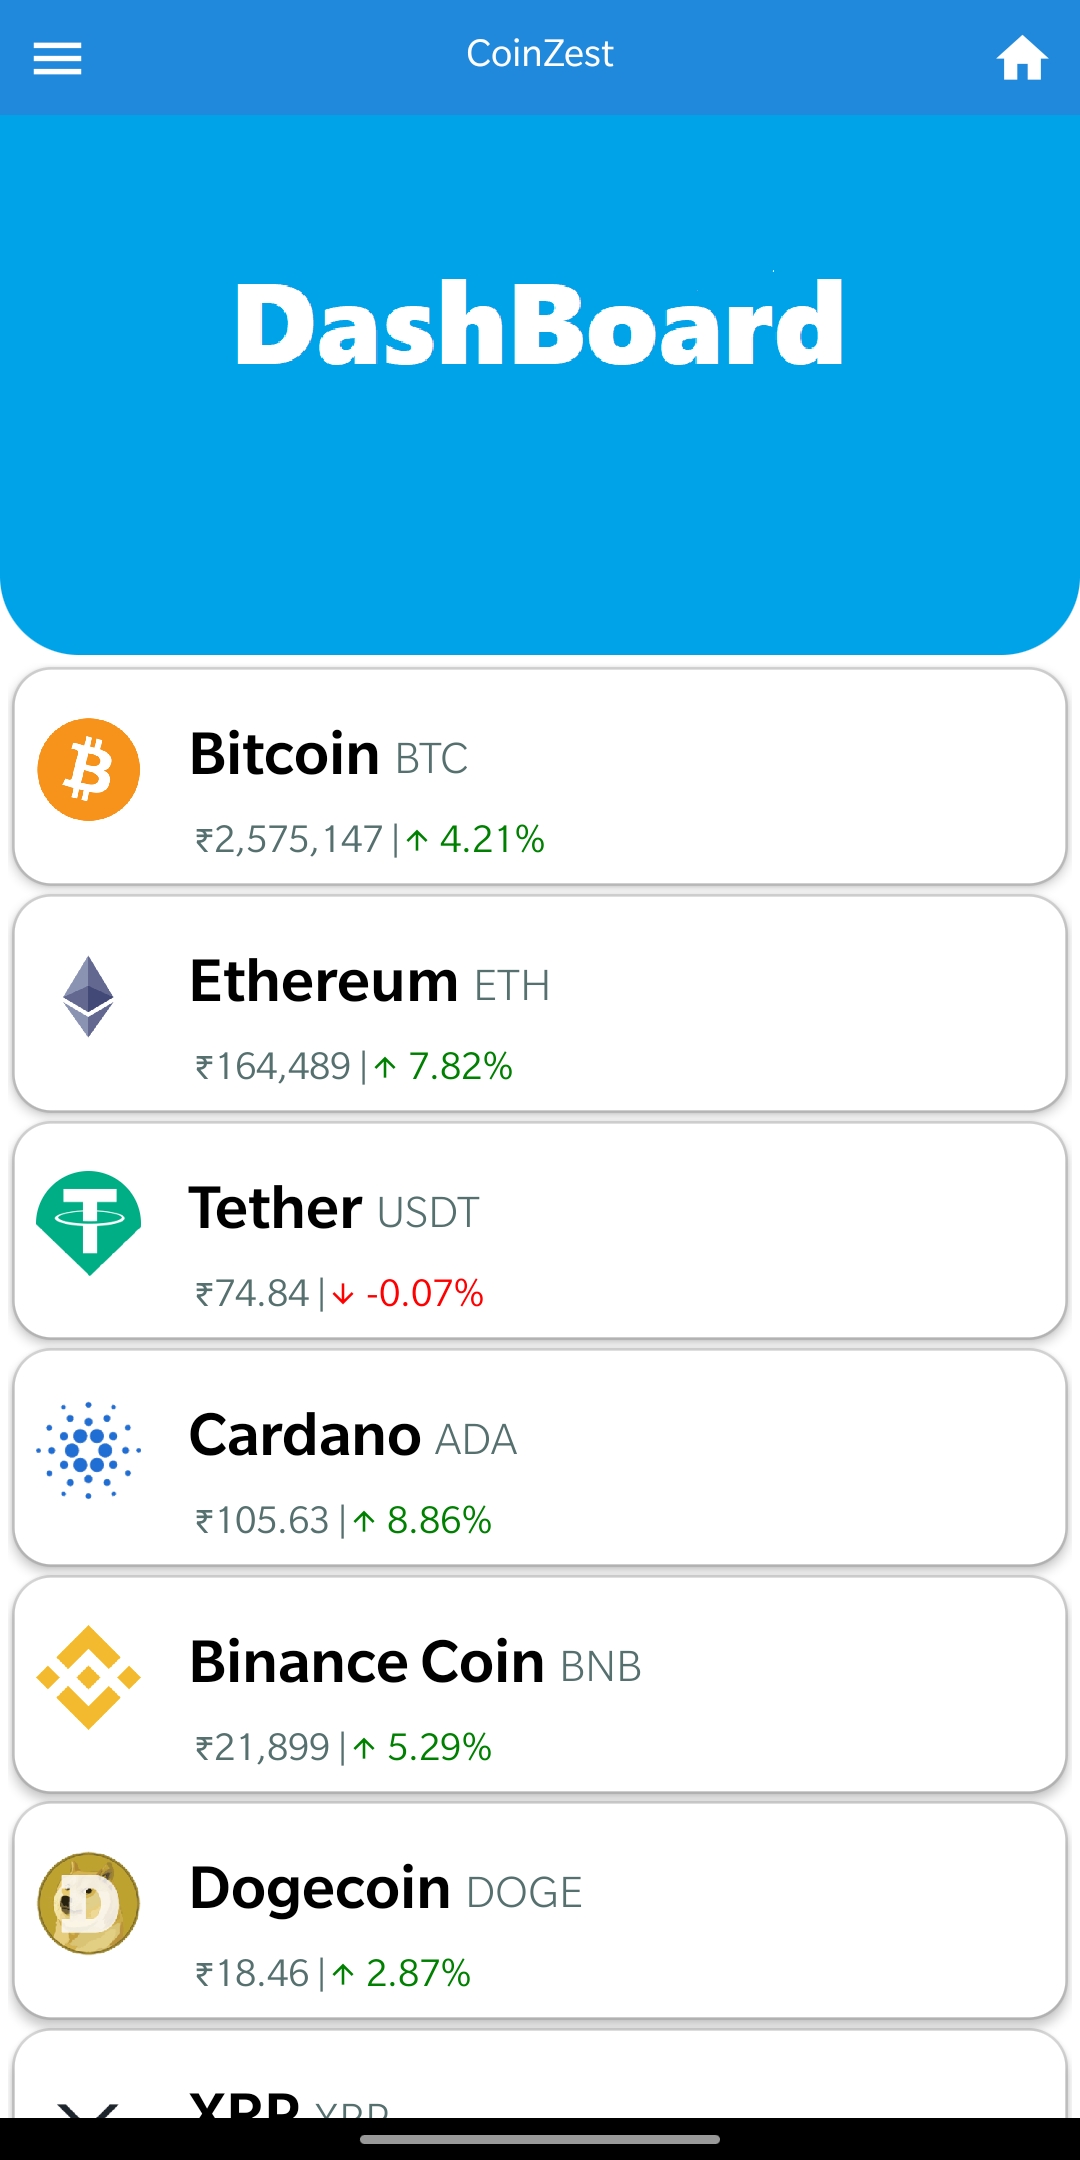 CoinZest
DashBoard
Bitcoin BTC
₹2,575,147 |↑ 4.21%
Ethereum ETH
₹164,489 |↑ 7.82%
Tether USDT
₹74.84 |↓ -0.07%
Cardano ADA
₹105.63 |↑ 8.86%
Binance Coin BNB
₹21,899 |↑ 5.29%
D
Dogecoin DOGE
₹18.46 |↑ 2.87%
XRP XRP